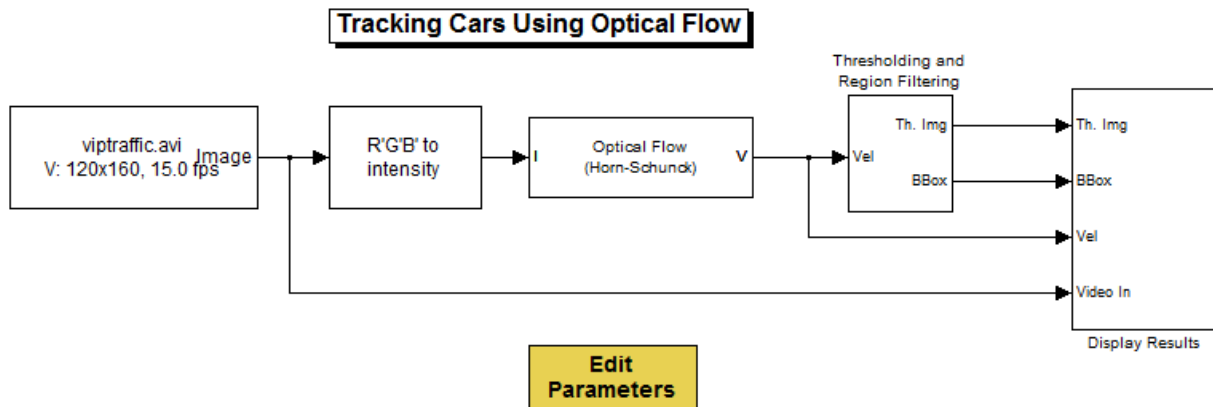 Tracking Cars Using Optical Flow
viptraffic.avi
V: 120x160, 15.0 fps
Image
R'G'B' to
intensity
I
Optical Flow
(Horn-Schunck)
V
Thresholding and
Region Filtering
Vel
Th. Img
BBox
Th. Img
BBox
Vel
Video In
Display Results
Edit
Parameters